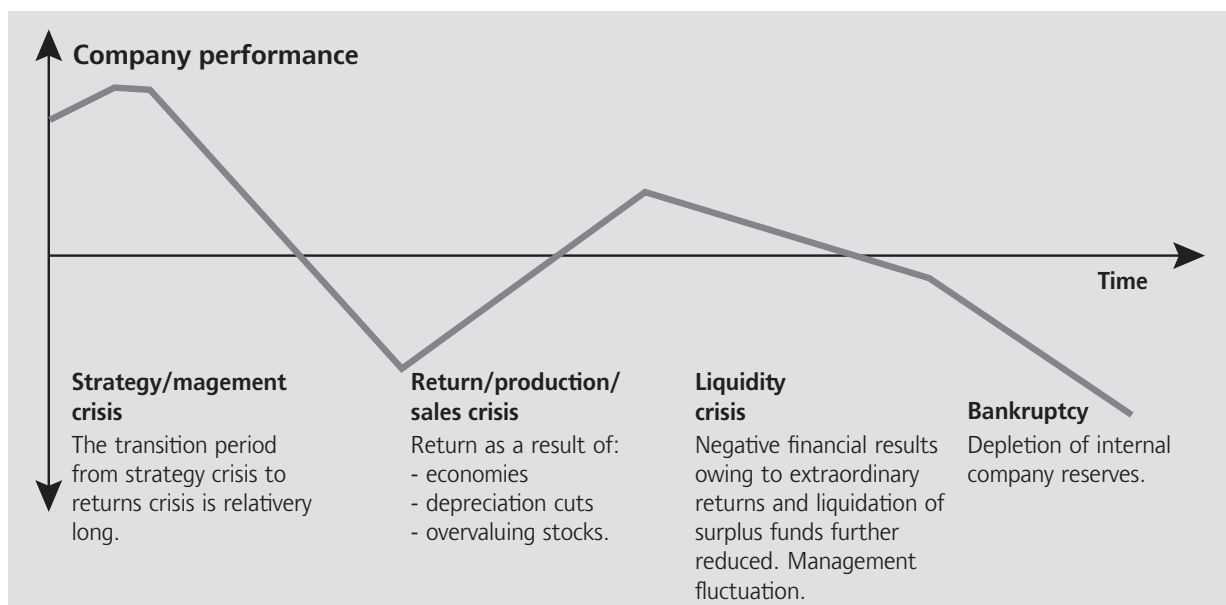 Company performance
Time
Strategy/magement
crisis
The transition period
from strategy crisis to
returns crisis is relativery
long.
Return/production/
sales crisis
Return as a result of:
- economies
- depreciation cuts
- overvaluing stocks.
Liquidity
crisis
Negative financial results
owing to extraordinary
returns and liquidation of
surplus funds further
reduced. Management
fluctuation.
Bankruptcy
Depletion of internal
company reserves.